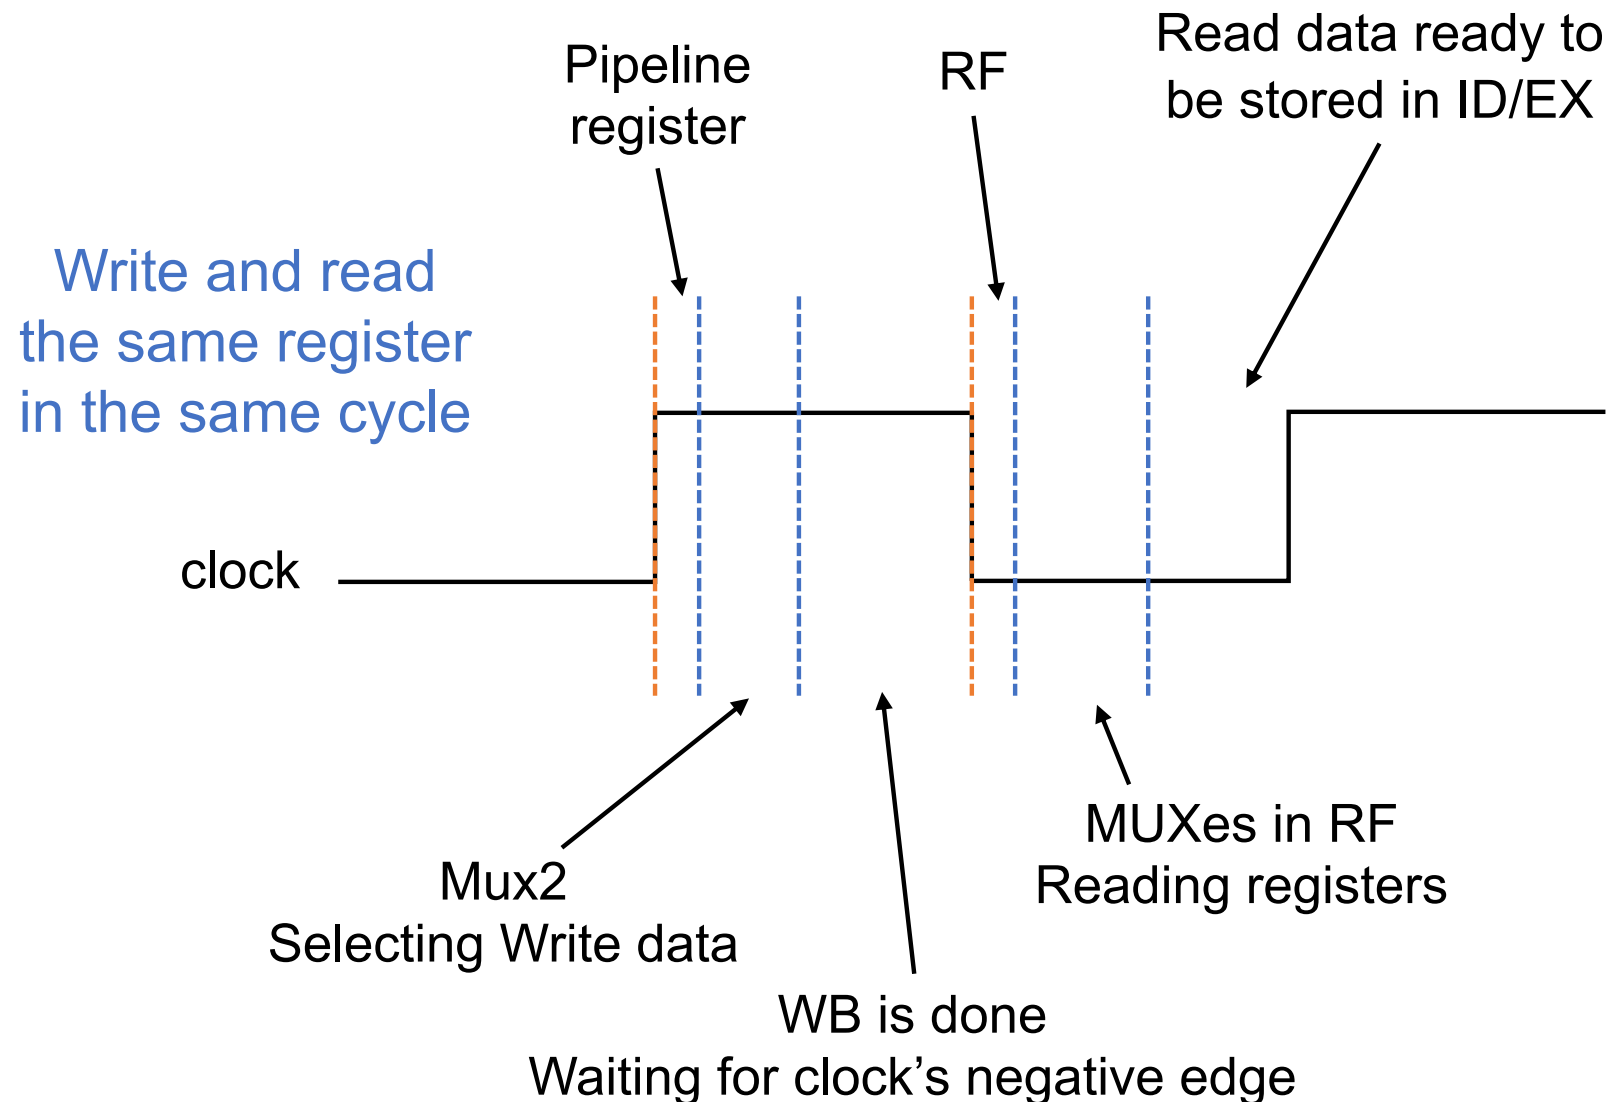 Pipeline
register
RF
Read data ready to
be stored in ID/EX
Write and read
the same register
in the same cycle
clock
Mux2
Selecting Write data
MUXes in RF
Reading registers
WB is done
Waiting for clock’s negative edge